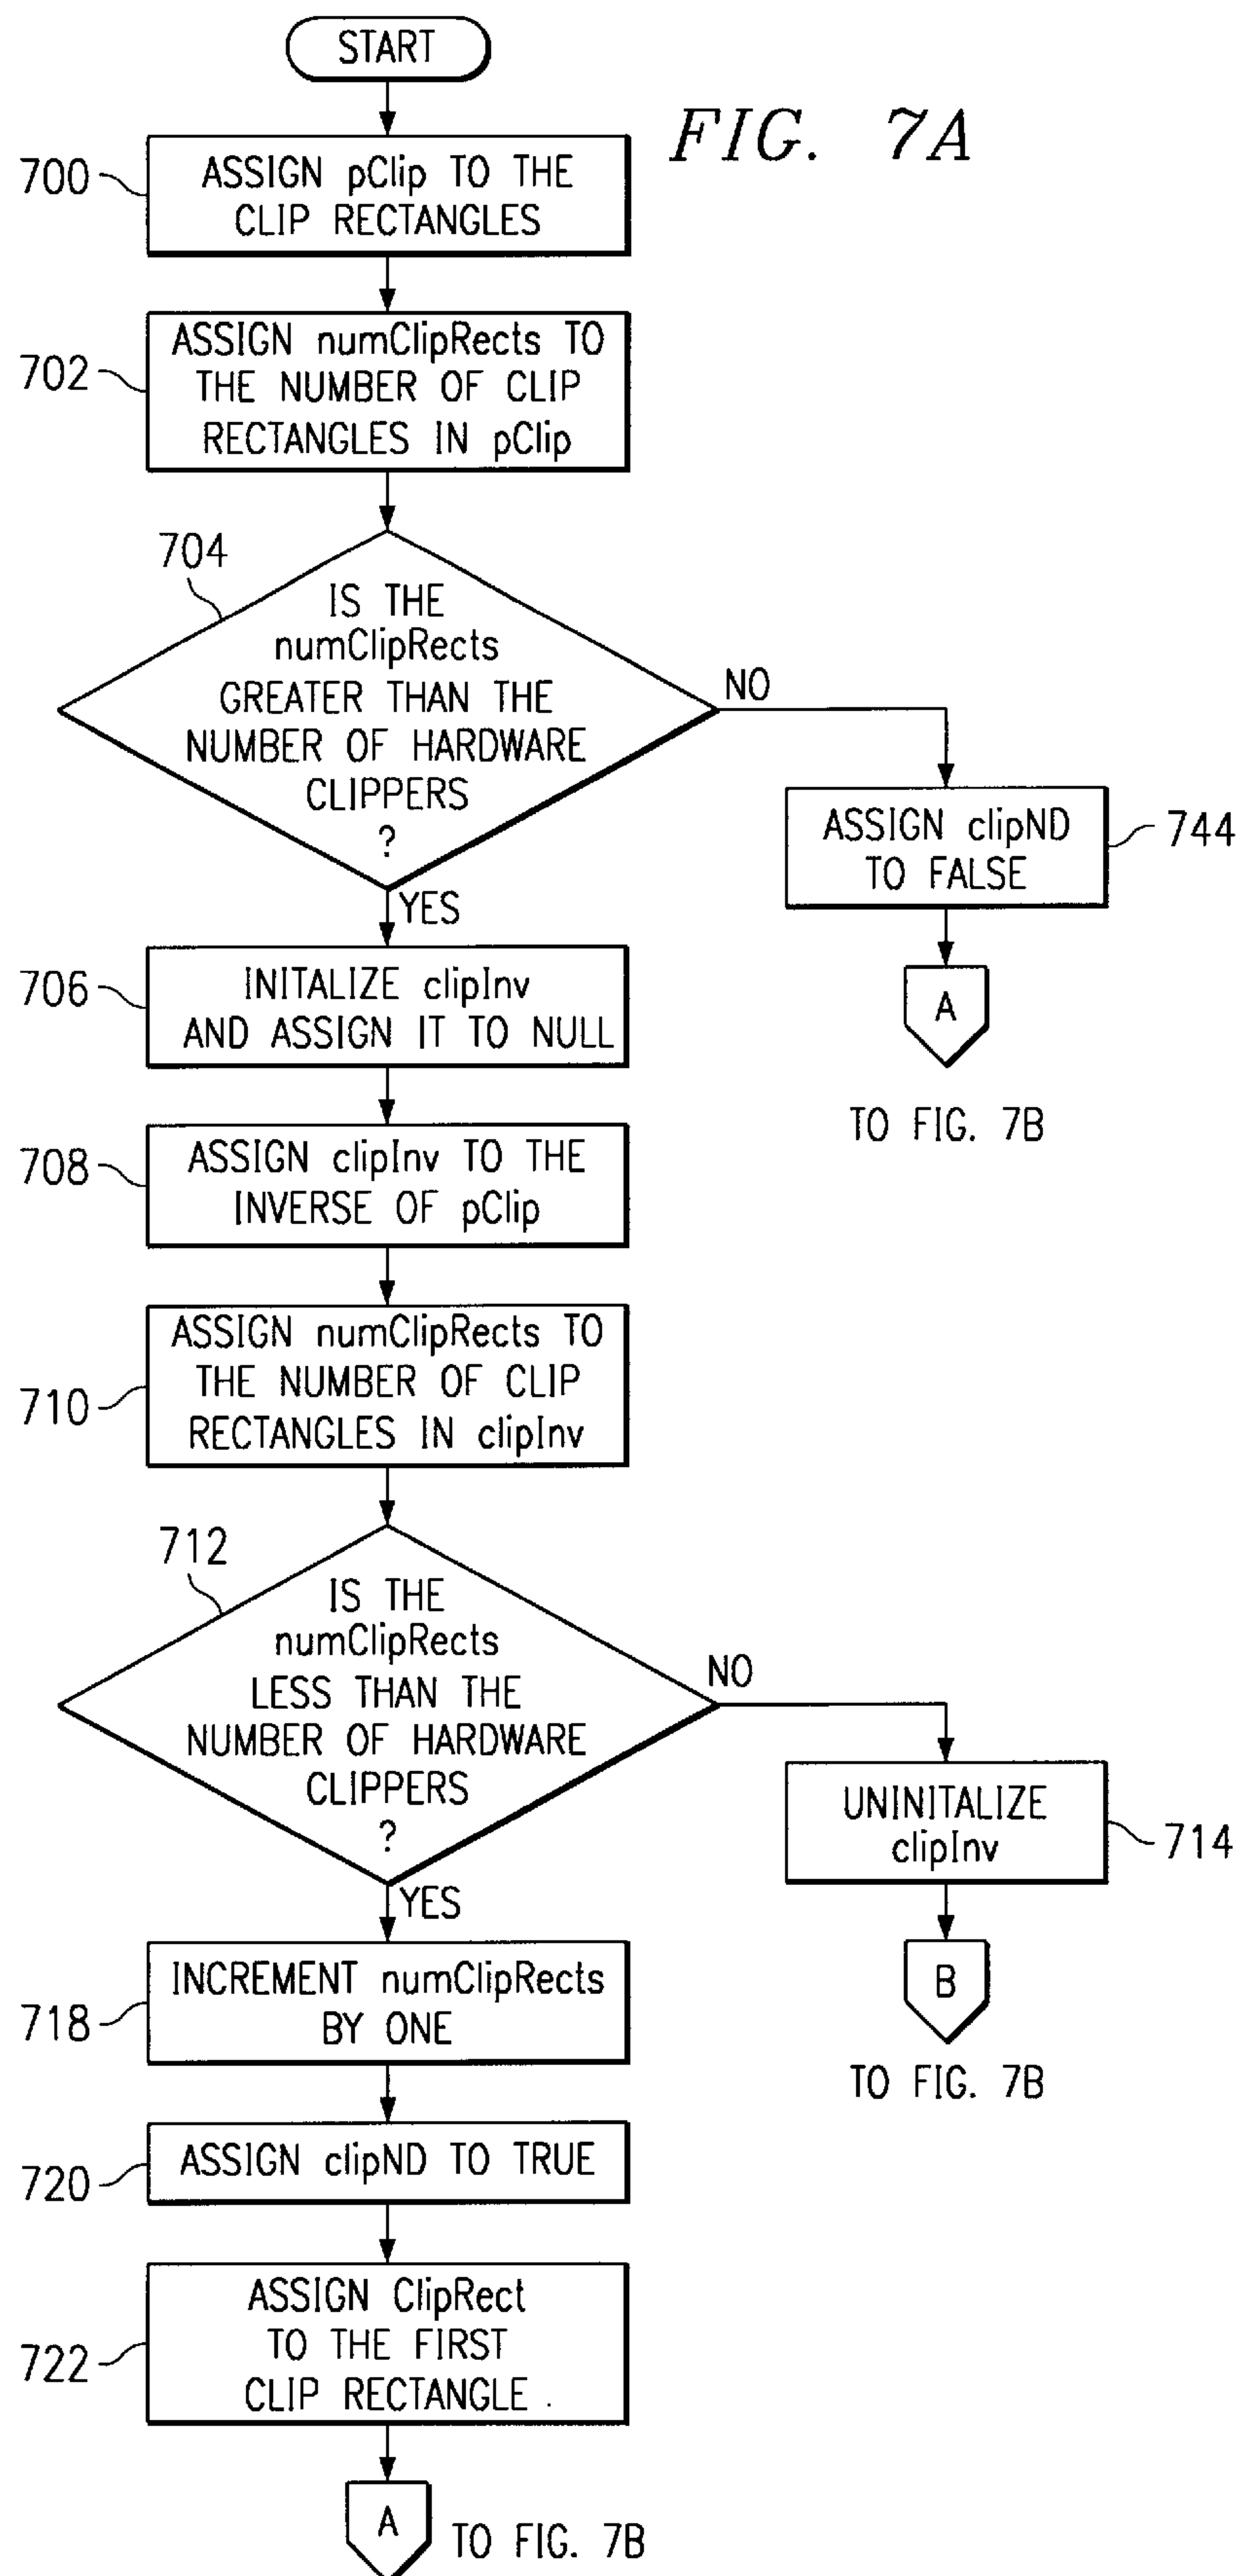 START
FIG. 7A
700
ASSIGN pClip TO THE
CLIP RECTANGLES
702
ASSIGN numClipRects TO
THE NUMBER OF CLIP
RECTANGLES IN pClip
704
IS THE
numClipRects
GREATER THAN THE
NUMBER OF HARDWARE
CLIPPERS
?
NO
YES
ASSIGN clipND
TO FALSE
744
A
TO FIG. 7B
706
INITALIZE clipInv
AND ASSIGN IT TO NULL
708
ASSIGN clipInv TO THE
INVERSE OF pClip
710
ASSIGN numClipRects TO
THE NUMBER OF CLIP
RECTANGLES IN clipInv
712
IS THE
numClipRects
LESS THAN THE
NUMBER OF HARDWARE
CLIPPERS
?
NO
YES
UNINITALIZE
clipInv
714
B
TO FIG. 7B
718
INCREMENT numClipRects
BY ONE
720
ASSIGN clipND TO TRUE
722
ASSIGN ClipRect
TO THE FIRST
CLIP RECTANGLE .
A
TO FIG. 7B